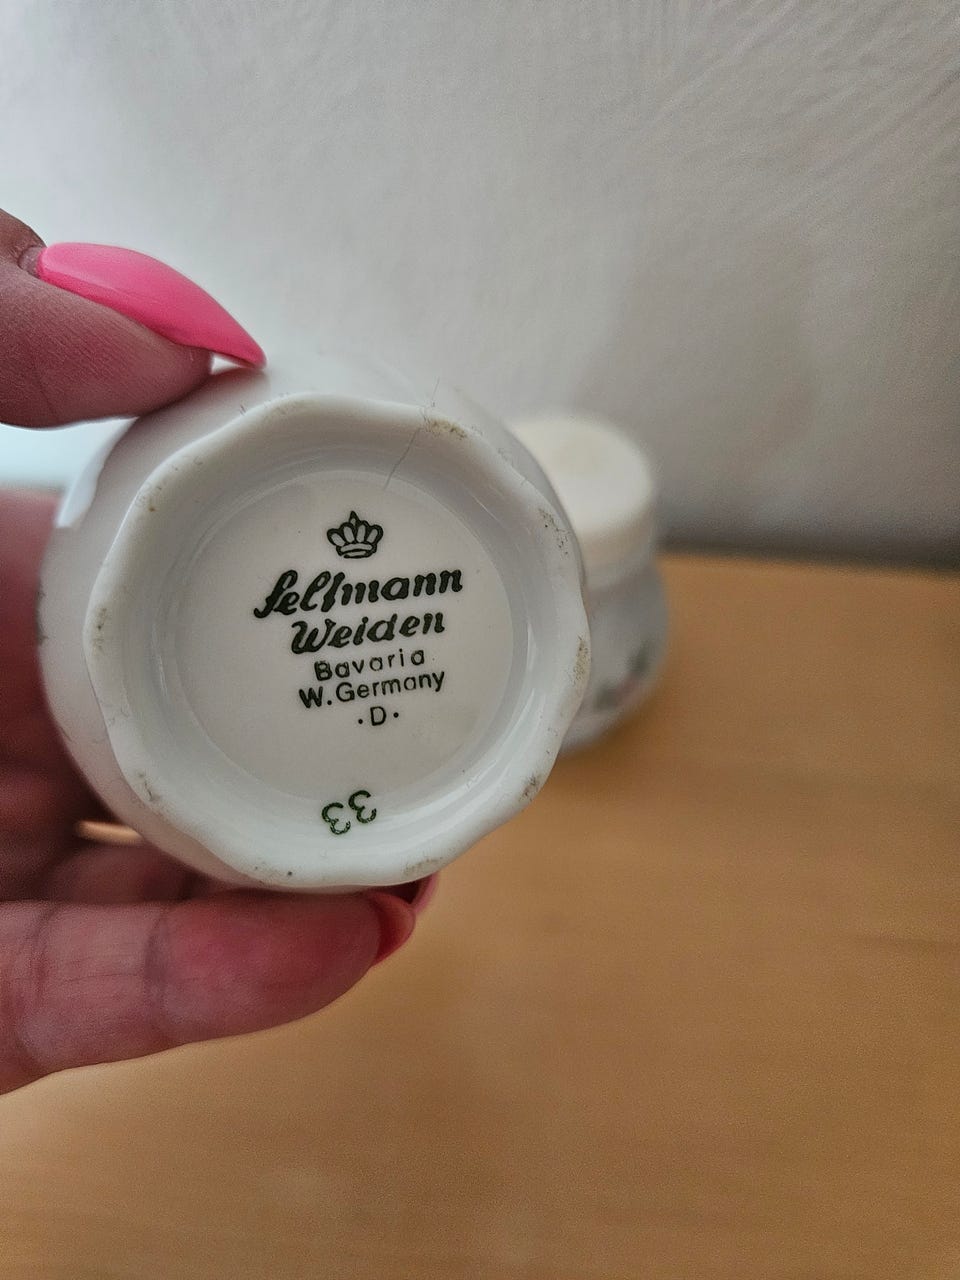 Seltmann
Weiden
Bavaria
W.Germany
·D·
33